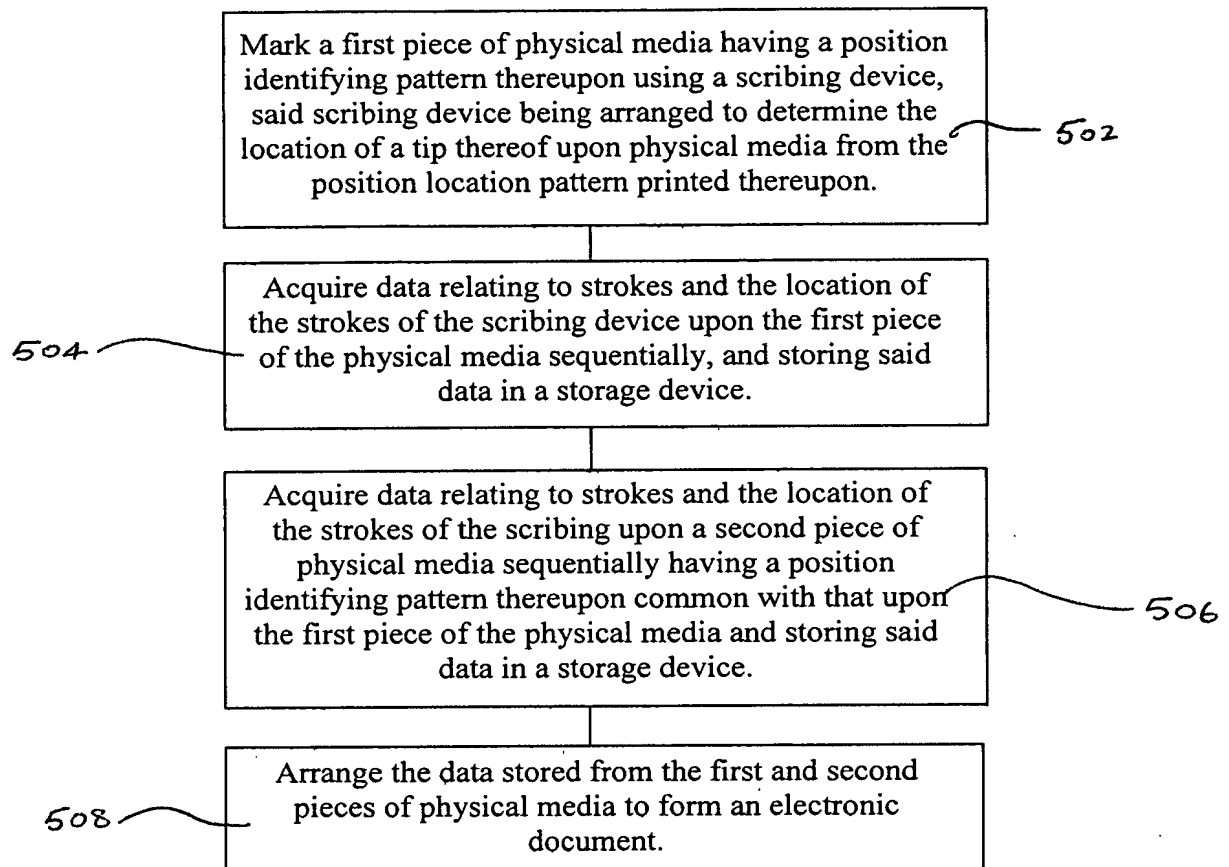 Mark a first piece of physical media having a position
identifying pattern thereupon using a scribing device,
said scribing device being arranged to determine the
location of a tip thereof upon physical media from the
position location pattern printed thereupon.
502
Acquire data relating to strokes and the location of
the strokes of the scribing device upon the first piece
of the physical media sequentially, and storing said
data in a storage device.
504
Acquire data relating to strokes and the location of
the strokes of the scribing upon a second piece of
physical media sequentially having a position
identifying pattern thereupon common with that upon
the first piece of the physical media and storing said
data in a storage device.
506
Arrange the data stored from the first and second
pieces of physical media to form an electronic
document.
508